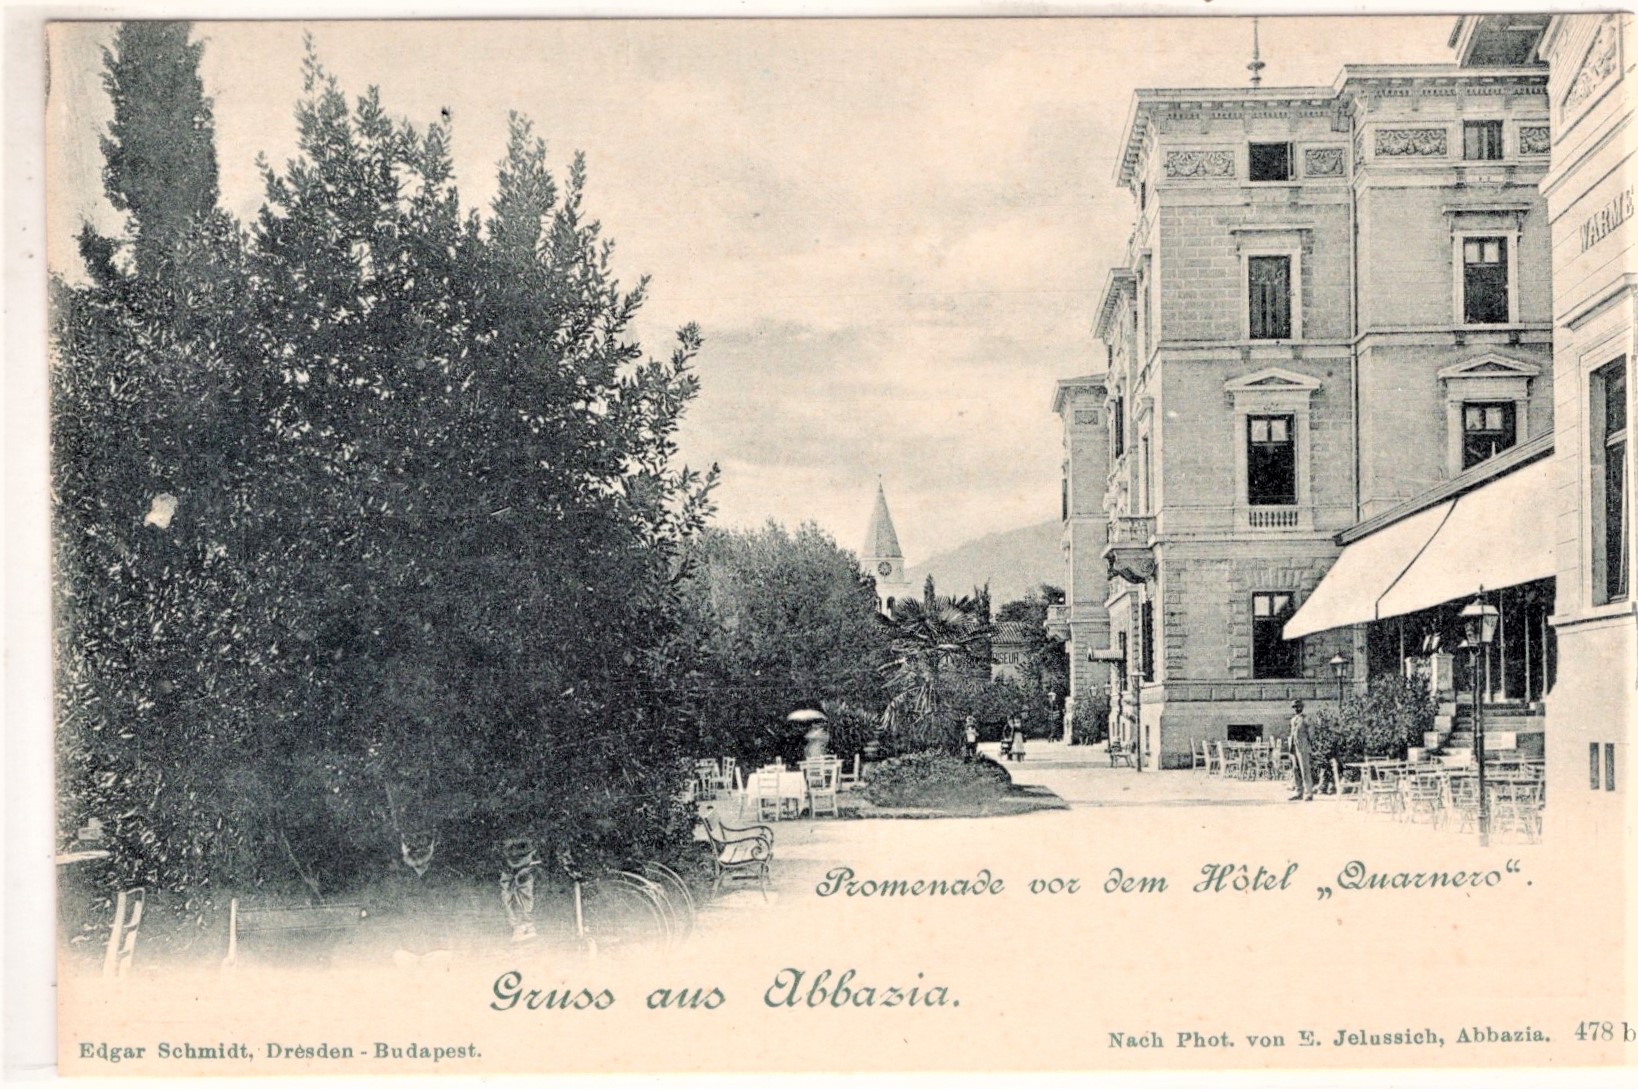 WARME
RISEUR
Promenade vor dem Hôtel „Quarnero“.
Gruss aus Abbazia.
Edgar Schmidt, Dresden - Budapest.
Nach Phot. von E. Jelussich, Abbazia. 478 b